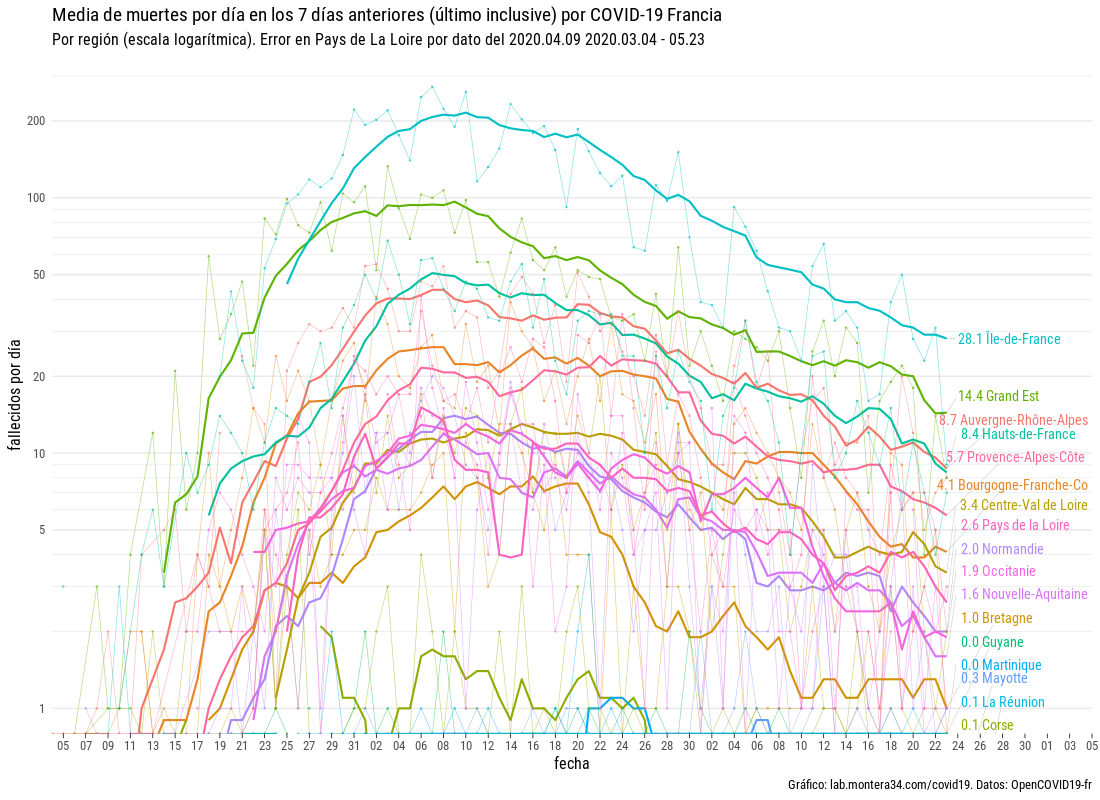 Media de muertes por día en los 7 días anteriores (último inclusive) por COVID-19 Francia
Por región (escala logarítmica). Error en Pays de La Loire por dato del 2020.04.09 2020.03.04 - 05.23
fallecidos por día
200
100
50
20
10
5
1
28.1 Île-de-France
14.4 Grand Est
8.7 Auvergne-Rhône-Alpes
8.4 Hauts-de-France
5.7 Provence-Alpes-Côte
4.1 Bourgogne-Franche-Co
3.4 Centre-Val de Loire
2.6 Pays de la Loire
2.0 Normandie
1.9 Occitanie
1.6 Nouvelle-Aquitaine
1.0 Bretagne
0.0 Guyane
0.0 Martinique
0.3 Mayotte
0.1 La Réunion
0.1 Corse
05 07 09 11 13 15 17 19 21 23 25 27 29 31 02 04 06 08 10 12 14 16 18 20 22 24 26 28 30 02 04 06 08 10 12 14 16 18 20 22 24 26 28 30 01 03 05
fecha
Gráfico: lab.montera34.com/covid19. Datos: OpenCOVID19-fr